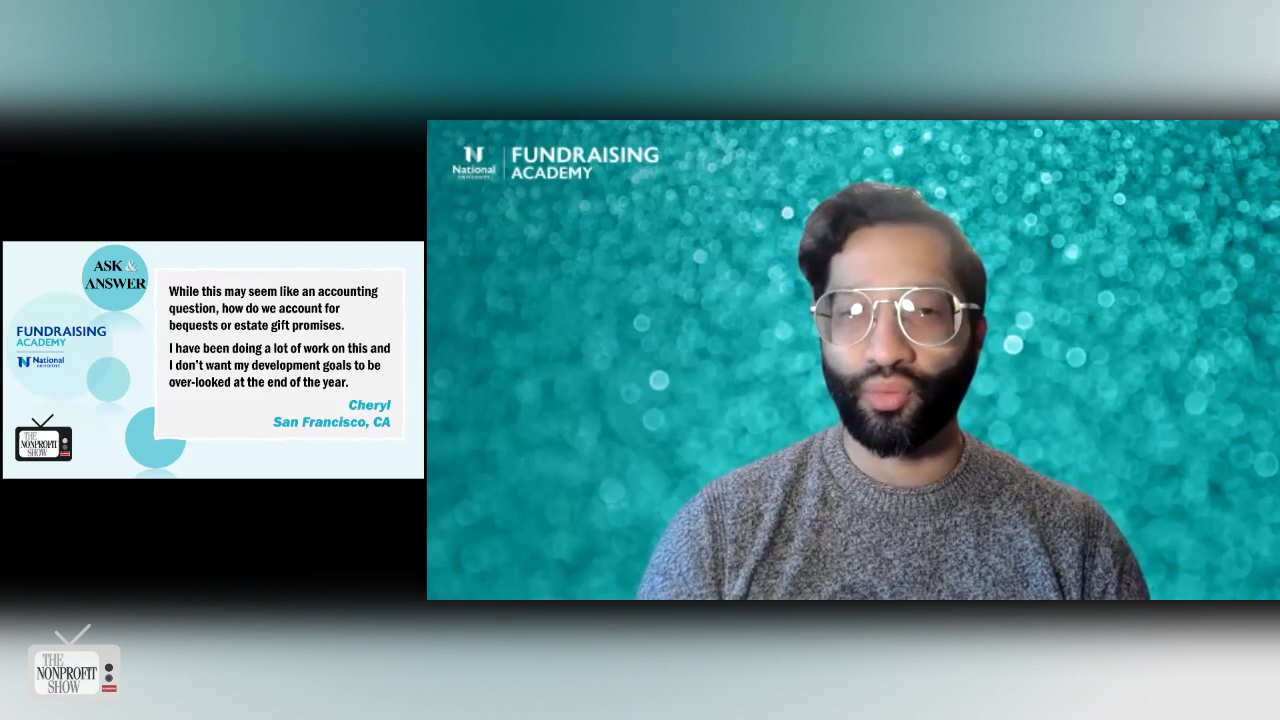 ASK &
ANSWER
FUNDRAISING
ACADEMY
National
UNIVERSITY
THE
NONPROFIT
SHOW
While this may seem like an accounting
question, how do we account for
bequests or estate gift promises.
I have been doing a lot of work on this and
I don't want my development goals to be
over-looked at the end of the year.
Cheryl
San Francisco, CA
National
UNIVERSITY
FUNDRAISING
ACADEMY
THE
NONPROFIT
SHOW